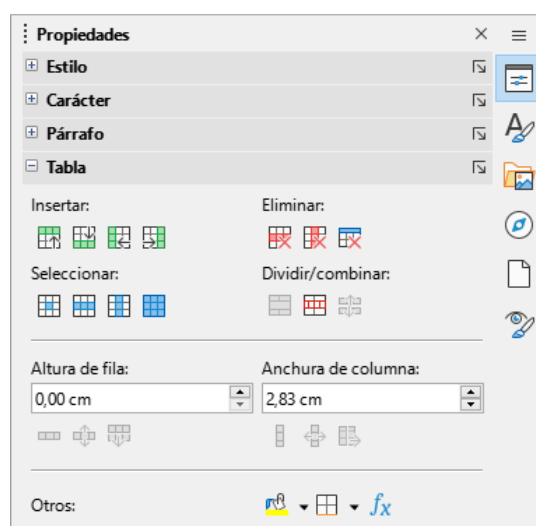 Propiedades
Estilo
Carácter
Párrafo
Tabla
Insertar: Eliminar:
Seleccionar: Dividir/combinar:
Altura de fila: Anchura de columna:
0,00 cm 2,83 cm
Otros: fx